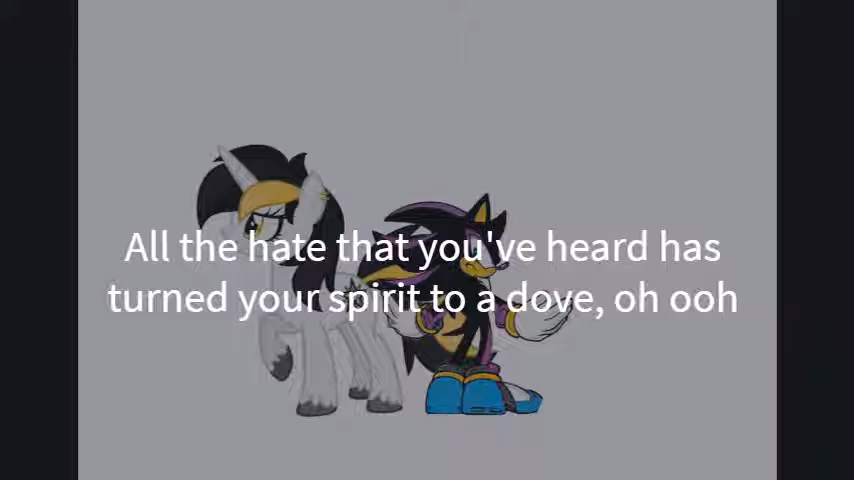 All the hate that you've heard has
turned your spirit to a dove, oh ooh